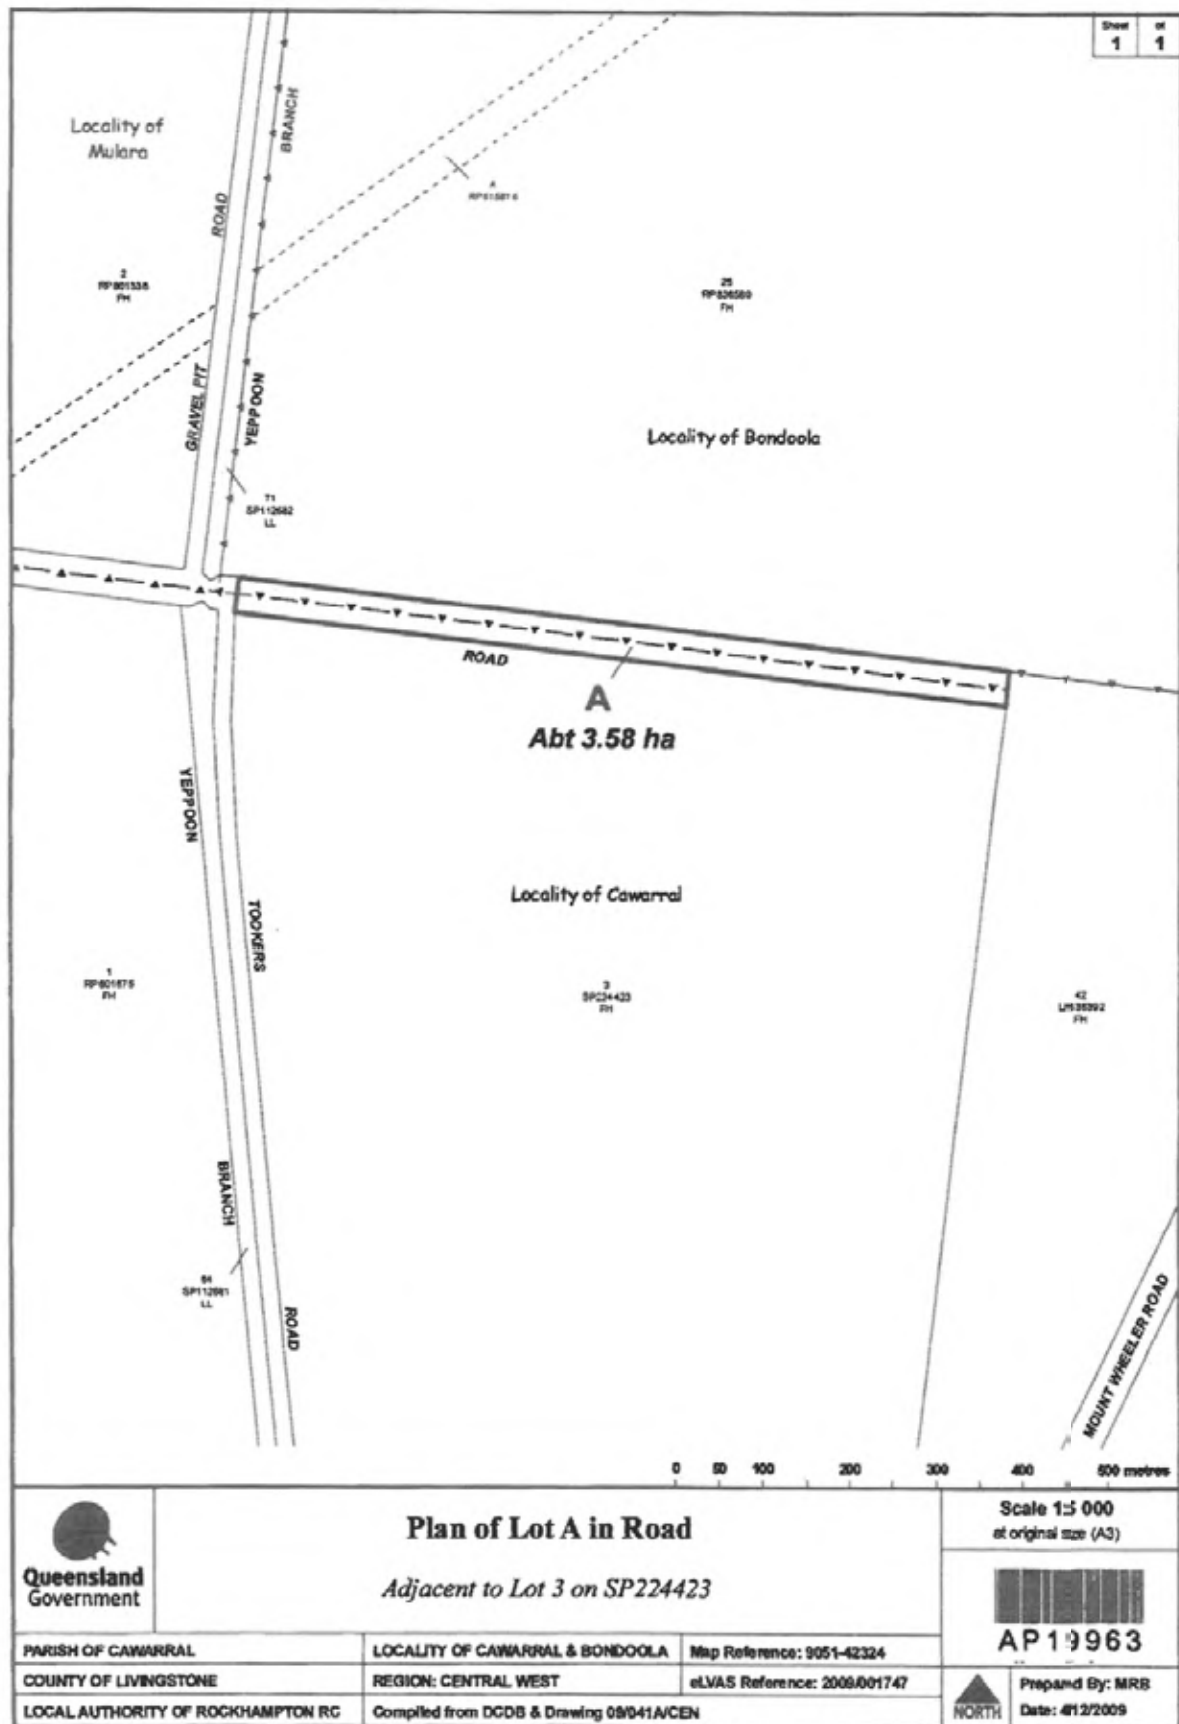 Sheet of
1 1
Locality of
Mulara
BRANCH
ROAD
A
2
FH
25
FH
GRAVEL PIT
YEPPOON
Locality of Bondoola
71
SP112682
LL
ROAD
A
Abt 3.58 ha
YEPPOON
TOOKERS
Locality of Cawarral
1
FH
3
FH
42
FH
BRANCH
LL
ROAD
MOUNT WHEELER ROAD
0 50 100 200 300 400 500 metres
Queensland
Government
Plan of Lot A in Road
Adjacent to Lot 3 on SP224423
Scale 1:5 000
at original size (A3)
AP19963
PARISH OF CAWARRAL
LOCALITY OF CAWARRAL & BONDOOLA
Map Reference: 9051-42324
COUNTY OF LIVINGSTONE
REGION: CENTRAL WEST
eLVAS Reference: 2009/001747
LOCAL AUTHORITY OF ROCKHAMPTON RC
Compiled from DCDB & Drawing 09/041A/CEN
NORTH
Prepared By: MRB
Date: 4/12/2009